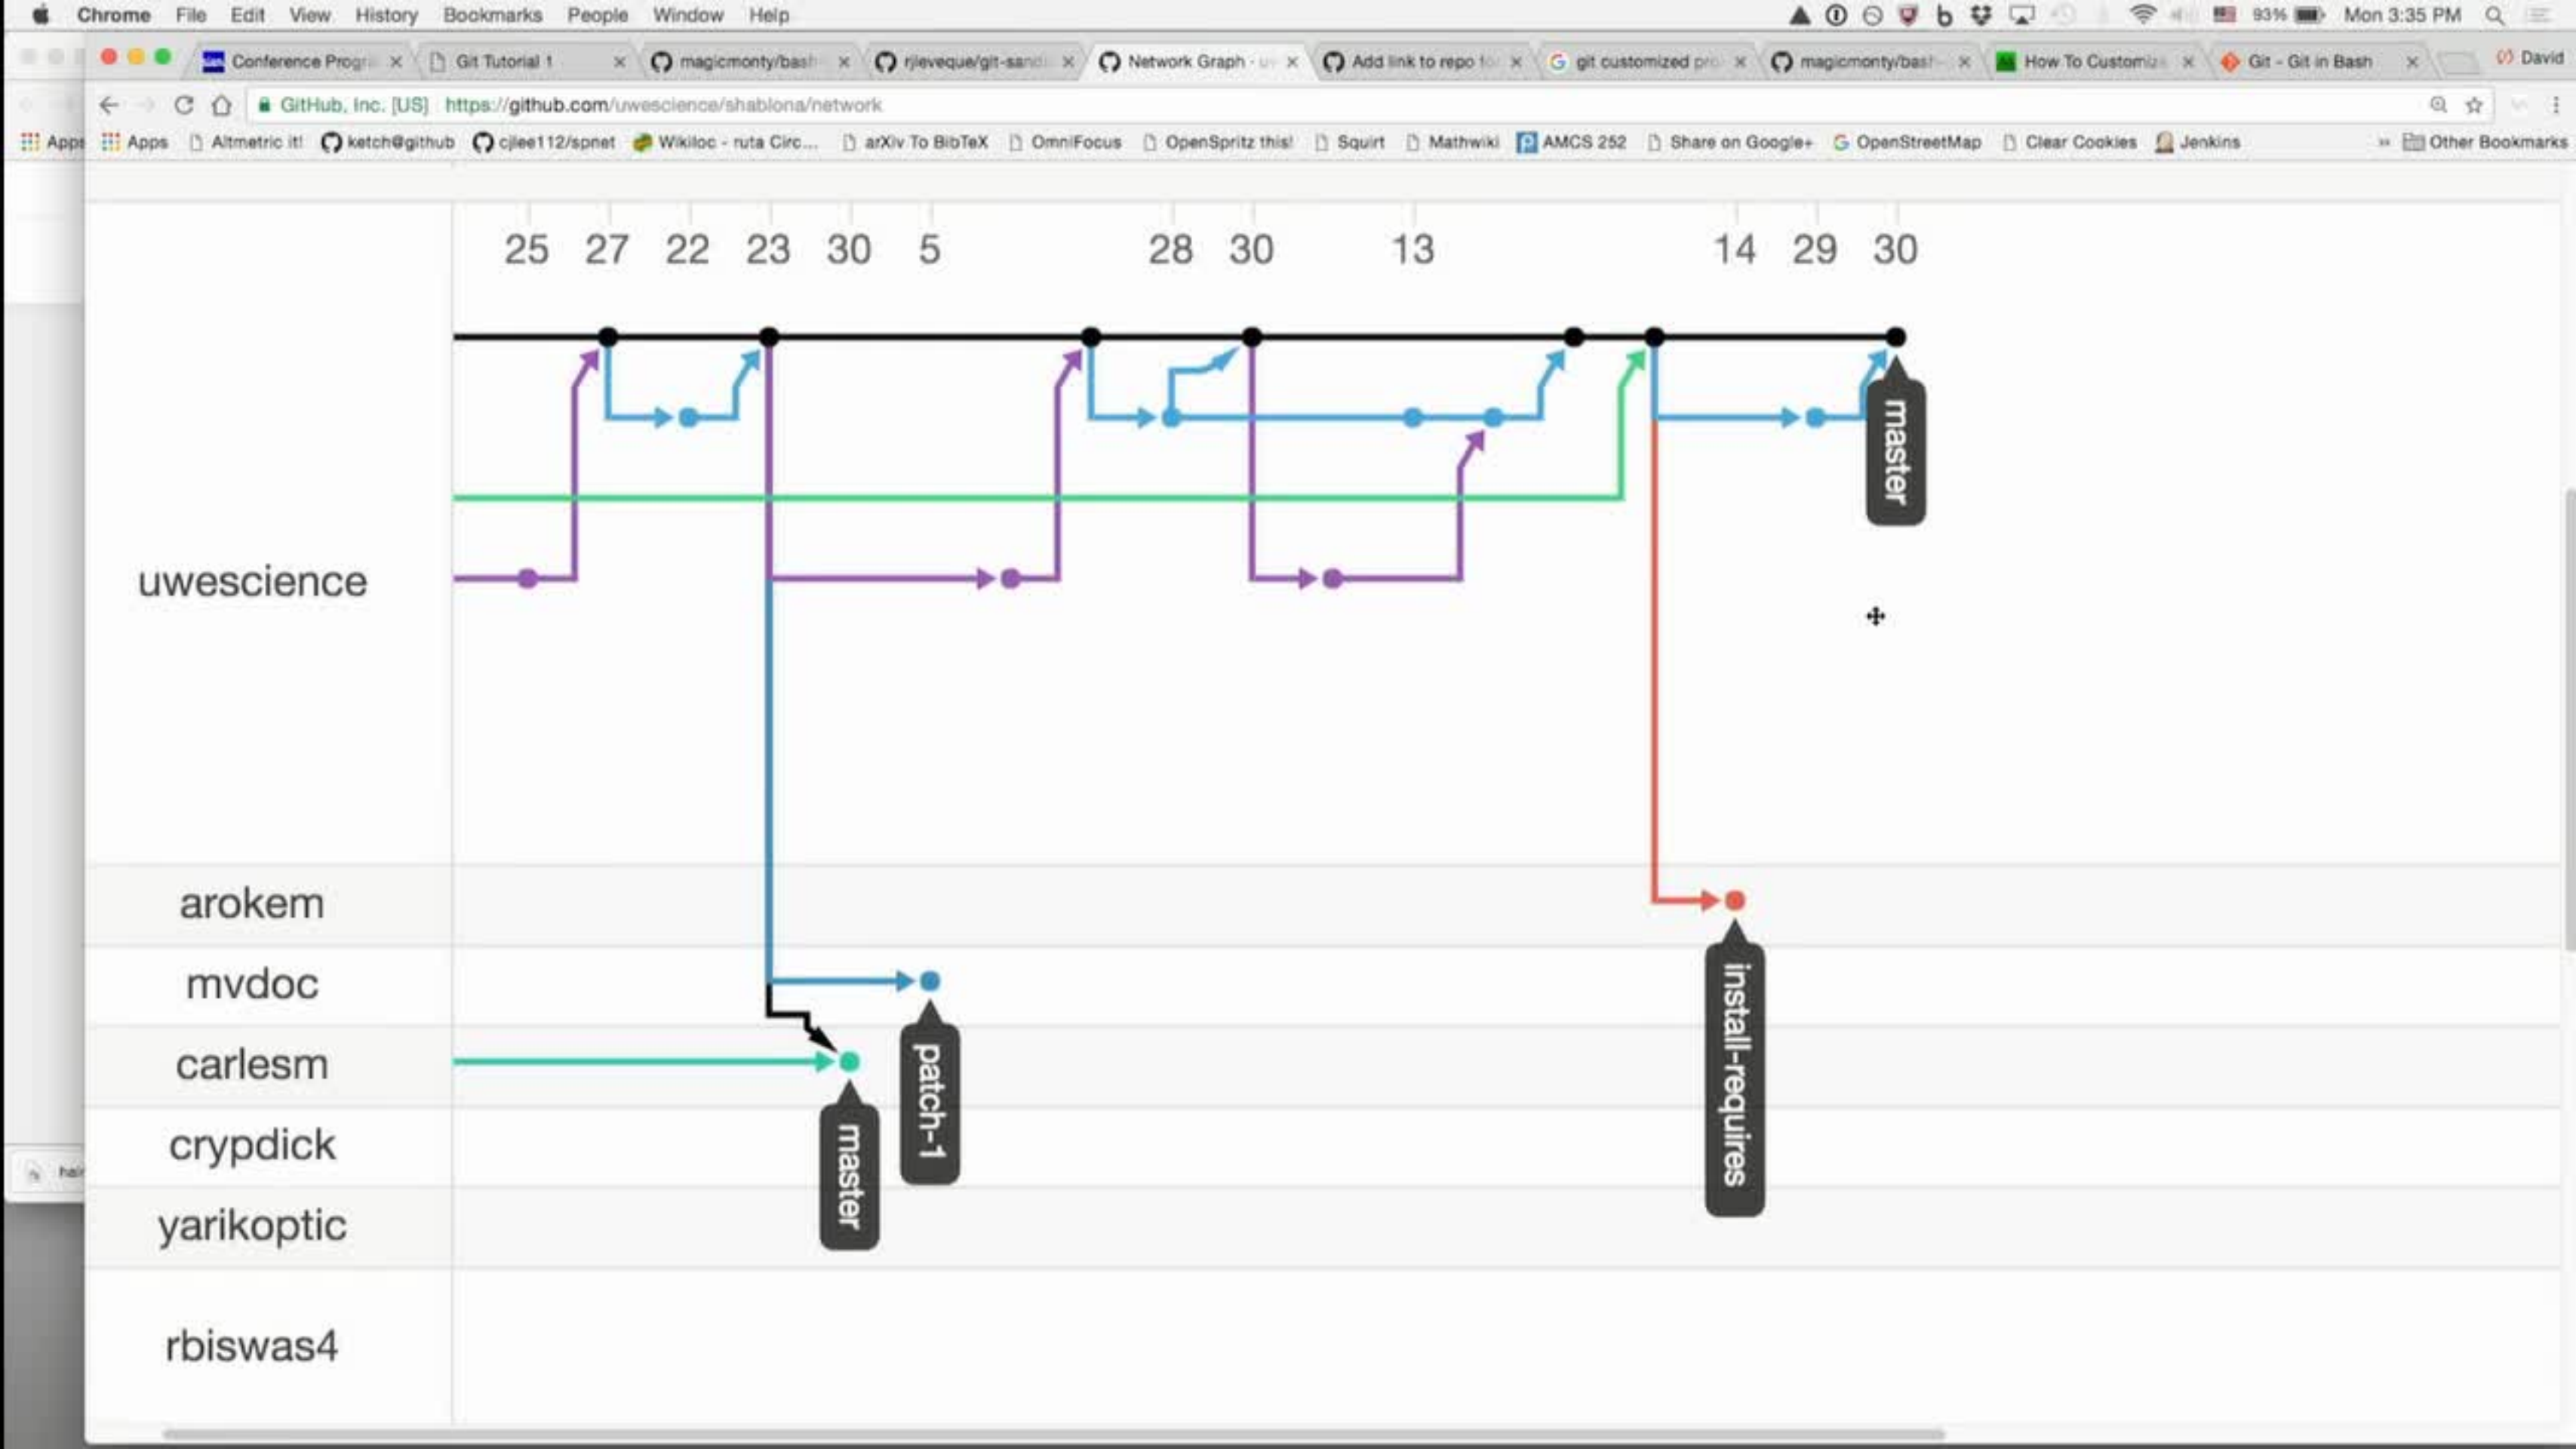 Chrome File Edit View History Bookmarks People Window Help 93% Mon 3:35 PM
Conference Progr Git Tutorial 1 magicmonty/bash rjleveque/git-sand Network Graph - u Add link to repo fo git customized pro magicmonty/bash- How To Customiz Git - Git in Bash David
GitHub, Inc. [US] https://github.com/uwescience/shablona/network
Apps Apps Altmetric it! ketch@github cjlee112/spnet Wikiloc - ruta Circ... arXiv To BibTeX OmniFocus OpenSpritz this! Squirt Mathwiki AMCS 252 Share on Google+ OpenStreetMap Clear Cookies Jenkins » Other Bookmarks
25 27 22 23 30 5 28 30 13 14 29 30
master
uwescience
arokem
mvdoc
install-requires
carlesm
patch-1
crypdick
master
hair
yarikoptic
rbiswas4